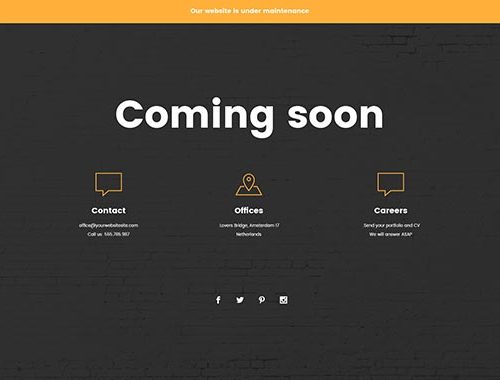 Our website is under maintenance
Coming soon
Contact
Offices
Careers
office@yourwebsitesite.com
Lovers Bridge, Amsterdam 17
Send your portfolio and CV
Call us: 555.785.987
Netherlands
We will answer ASAP